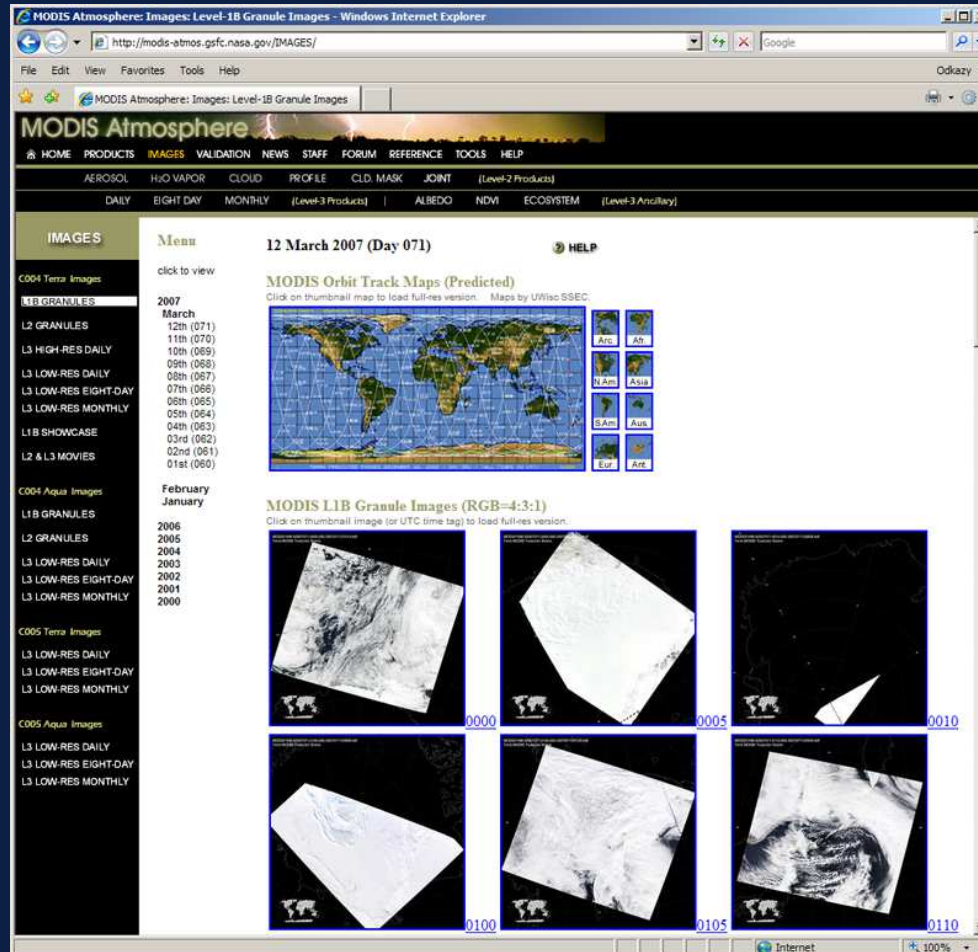 MODIS Atmosphere: Images: Level-1B Granule Images - Windows Internet Explorer
http://modis-atmos.gsfc.nasa.gov/IMAGES/
Google
File Edit View Favorites Tools Help
Odkazy
MODIS Atmosphere: Images: Level-1B Granule Images
MODIS Atmosphere
HOME PRODUCTS IMAGES VALIDATION NEWS STAFF FORUM REFERENCE TOOLS HELP
AEROSOL H2O VAPOR CLOUD PROFILE CLD. MASK JOINT (Level-2 Products)
DAILY EIGHT DAY MONTHLY (Level-3 Products) | ALBEDO NDVI ECOSYSTEM (Level-3 Ancillary)
IMAGES
C004 Terra Images
L1B GRANULES
L2 GRANULES
L3 HIGH-RES DAILY
L3 LOW-RES DAILY
L3 LOW-RES EIGHT-DAY
L3 LOW-RES MONTHLY
L1B SHOWCASE
L2 & L3 MOVIES
C004 Aqua Images
L1B GRANULES
L2 GRANULES
L3 LOW-RES DAILY
L3 LOW-RES EIGHT-DAY
L3 LOW-RES MONTHLY
C005 Terra Images
L3 LOW-RES DAILY
L3 LOW-RES EIGHT-DAY
L3 LOW-RES MONTHLY
C005 Aqua Images
L3 LOW-RES DAILY
L3 LOW-RES EIGHT-DAY
L3 LOW-RES MONTHLY
Menu
click to view
2007
March
12th (071)
11th (070)
10th (069)
09th (068)
08th (067)
07th (066)
06th (065)
05th (064)
04th (063)
03rd (062)
02nd (061)
01st (060)
February
January
2006
2005
2004
2003
2002
2001
2000
12 March 2007 (Day 071)
HELP
MODIS Orbit Track Maps (Predicted)
Click on thumbnail map to load full-res version. Maps by UWisc SSEC.
Arc. Afr.
N.Am. Asia
S.Am. Aus.
Eur. Ant.
MODIS L1B Granule Images (RGB=4:3:1)
Click on thumbnail image (or UTC time tag) to load full-res version.
0000 0005 0010
0100 0105 0110
Internet
100%